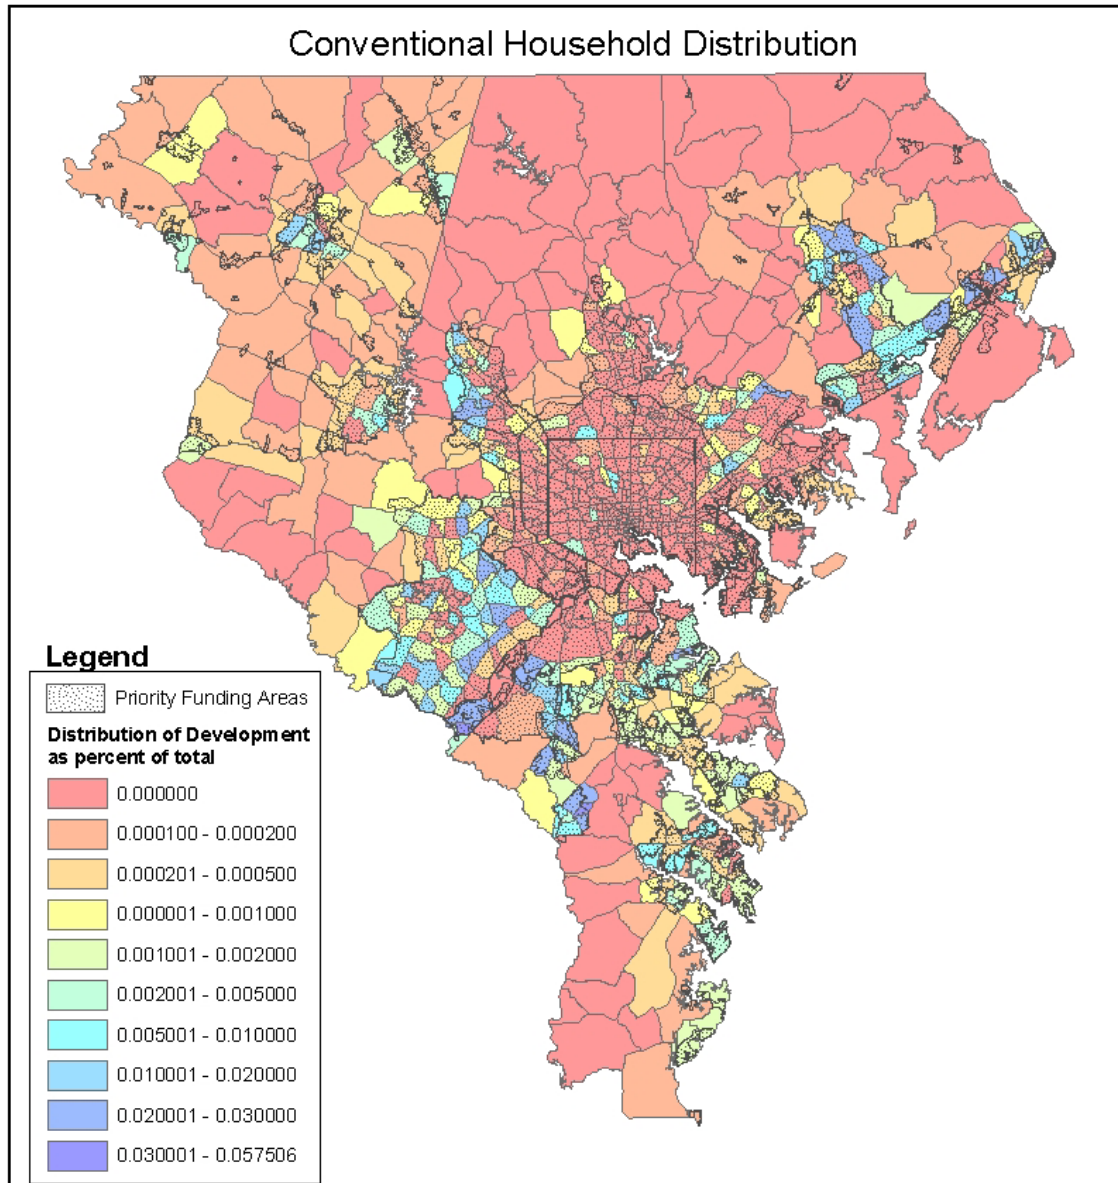 Conventional Household Distribution
Legend
Priority Funding Areas
Distribution of Development
as percent of total
0.000000
0.000100 - 0.000200
0.000201 - 0.000500
0.000001 - 0.001000
0.001001 - 0.002000
0.002001 - 0.005000
0.005001 - 0.010000
0.010001 - 0.020000
0.020001 - 0.030000
0.030001 - 0.057506